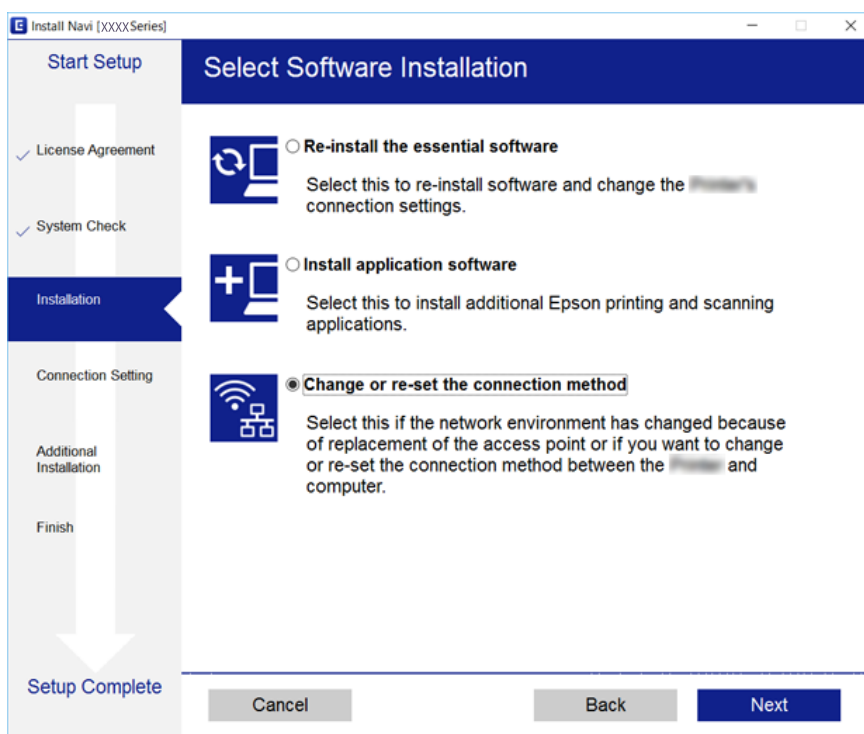 Install Navi [XXXX Series]
Start Setup
License Agreement
System Check
Installation
Connection Setting
Additional
Installation
Finish
Setup Complete
Select Software Installation
Re-install the essential software
Select this to re-install software and change the
connection settings.
Install application software
Select this to install additional Epson printing and scanning
applications.
Change or re-set the connection method
Select this if the network environment has changed because
of replacement of the access point or if you want to change
or re-set the connection method between the and
computer.
Cancel
Back
Next